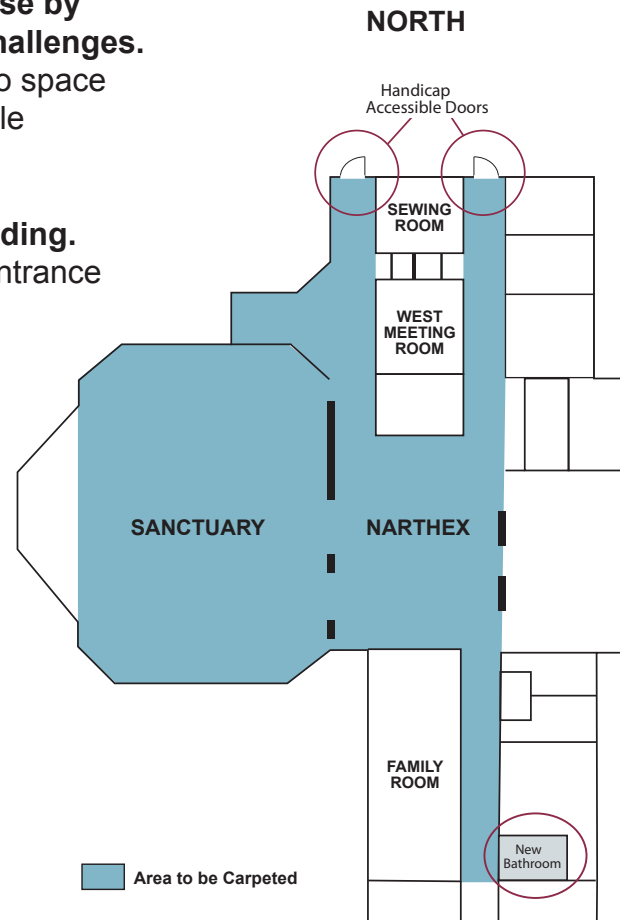 se by
hallenges.
o space
le
ding.
ntrance
NORTH
Handicap
Accessible Doors
SEWING
ROOM
WEST
MEETING
ROOM
SANCTUARY
NARTHEX
FAMILY
ROOM
New
Bathroom
Area to be Carpeted